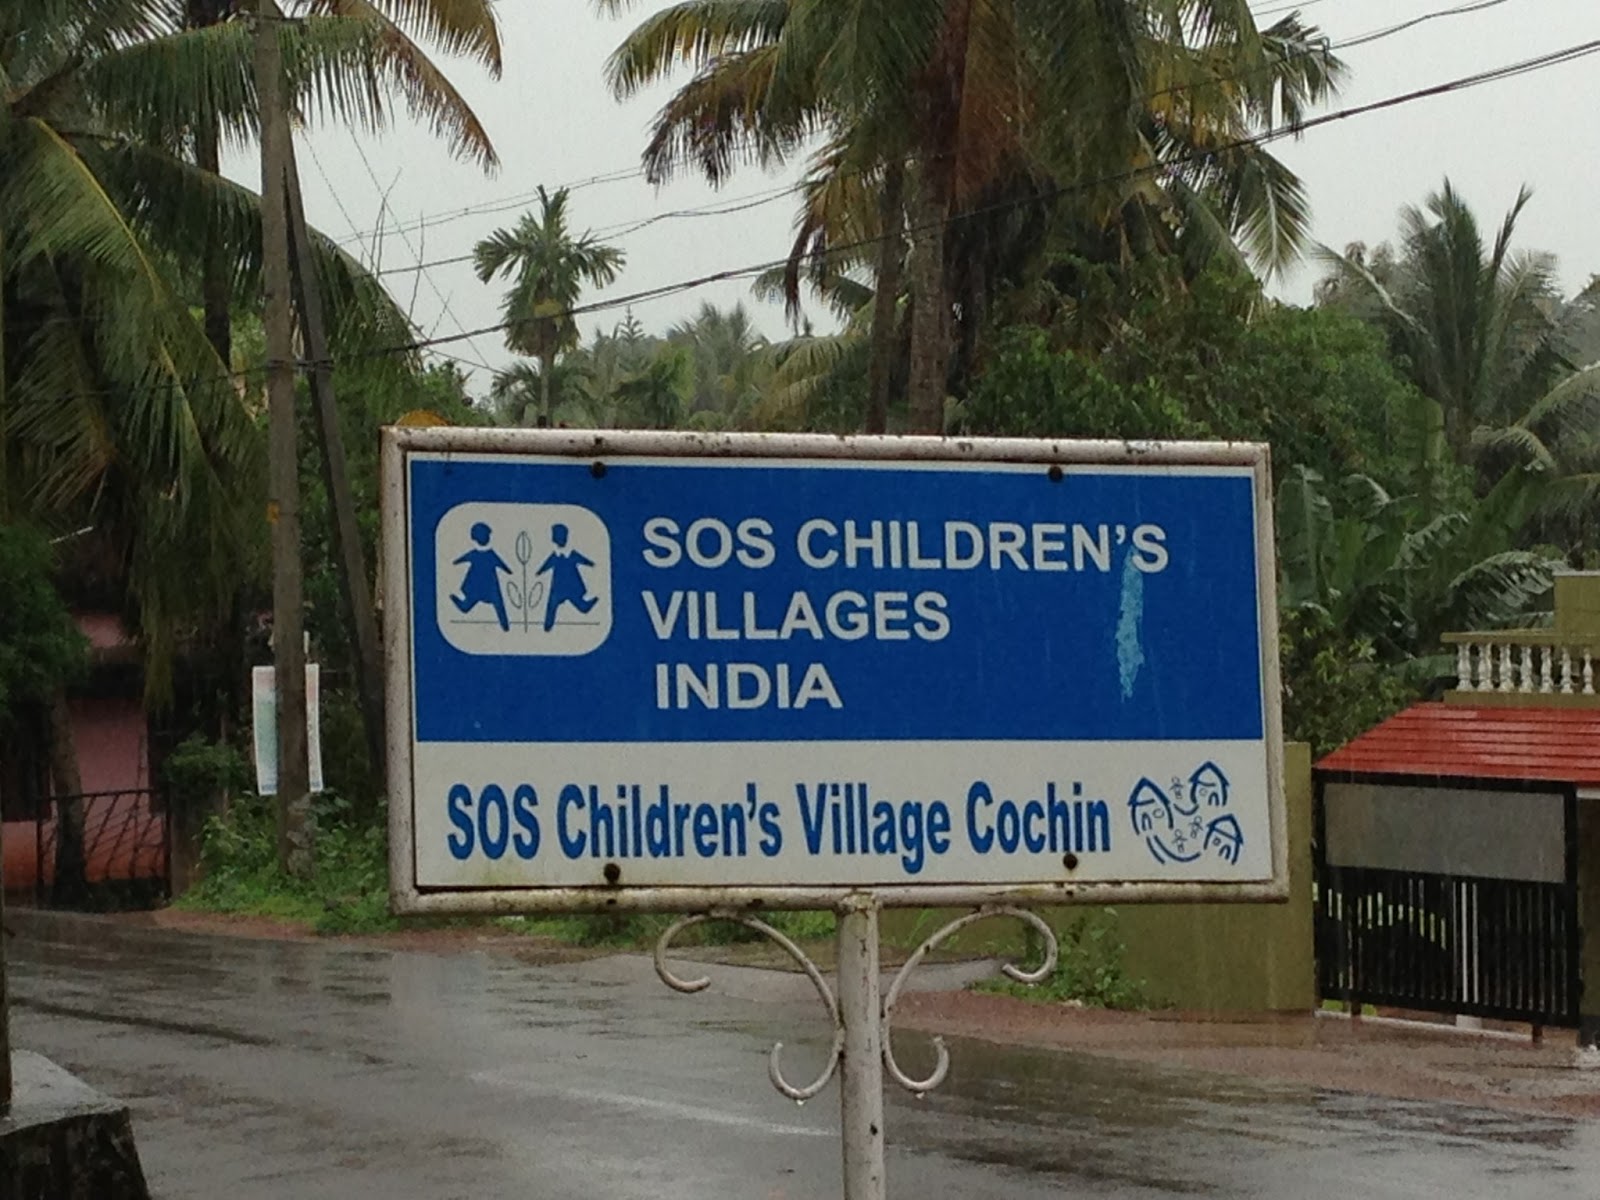 SOS CHILDREN'S
VILLAGES
INDIA
SOS Children's Village Cochin